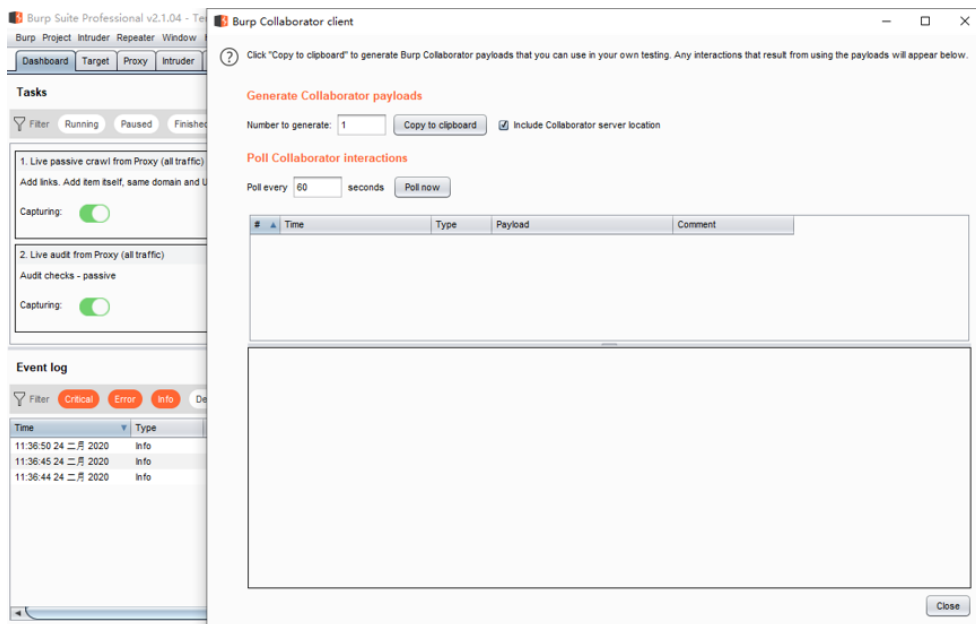 Burp Suite Professional v2.1.04 - Te
Burp Project Intruder Repeater Window
Dashboard Target Proxy Intruder
Tasks
Filter Running Paused Finished
1. Live passive crawl from Proxy (all traffic)
Add links. Add item itself, same domain and U
Capturing:
2. Live audit from Proxy (all traffic)
Audit checks - passive
Capturing:
Event log
Filter Critical Error Info De
Time Type
11:36:50 24 二月 2020 Info
11:36:45 24 二月 2020 Info
11:36:44 24 二月 2020 Info
Burp Collaborator client
Click "Copy to clipboard" to generate Burp Collaborator payloads that you can use in your own testing. Any interactions that result from using the payloads will appear below.
Generate Collaborator payloads
Number to generate: 1 Copy to clipboard Include Collaborator server location
Poll Collaborator interactions
Poll every 60 seconds Poll now
# Time Type Payload Comment
Close